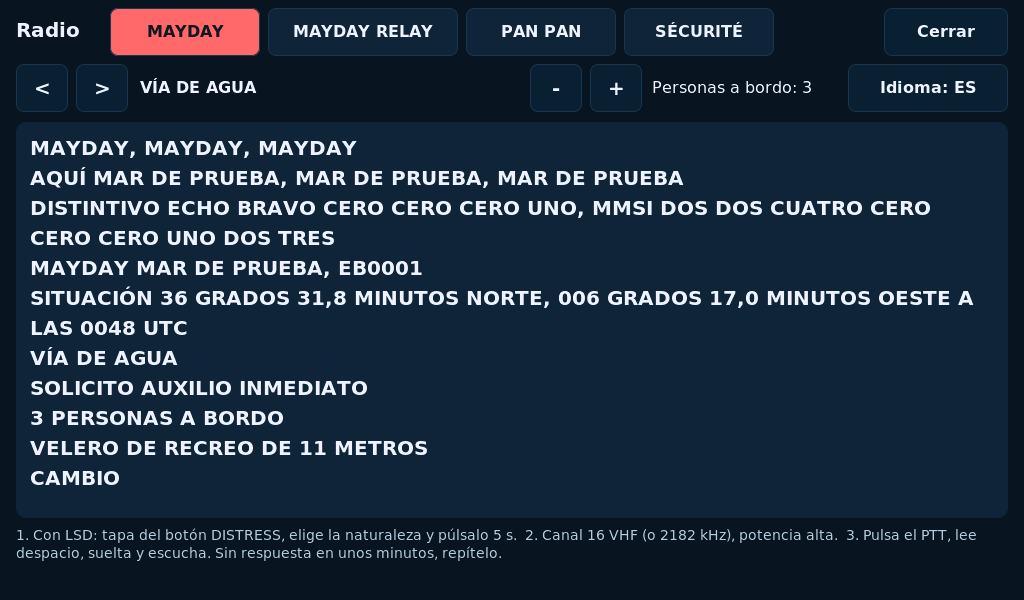 Radio MAYDAY MAYDAY RELAY PAN PAN SÉCURITÉ Cerrar
< > VÍA DE AGUA - + Personas a bordo: 3 Idioma: ES
MAYDAY, MAYDAY, MAYDAY
AQUÍ MAR DE PRUEBA, MAR DE PRUEBA, MAR DE PRUEBA
DISTINTIVO ECHO BRAVO CERO CERO CERO UNO, MMSI DOS DOS CUATRO CERO
CERO CERO UNO DOS TRES
MAYDAY MAR DE PRUEBA, EB0001
SITUACIÓN 36 GRADOS 31,8 MINUTOS NORTE, 006 GRADOS 17,0 MINUTOS OESTE A
LAS 0048 UTC
VÍA DE AGUA
SOLICITO AUXILIO INMEDIATO
3 PERSONAS A BORDO
VELERO DE RECREO DE 11 METROS
CAMBIO
1. Con LSD: tapa del botón DISTRESS, elige la naturaleza y púlsalo 5 s. 2. Canal 16 VHF (o 2182 kHz), potencia alta. 3. Pulsa el PTT, lee
despacio, suelta y escucha. Sin respuesta en unos minutos, repítelo.